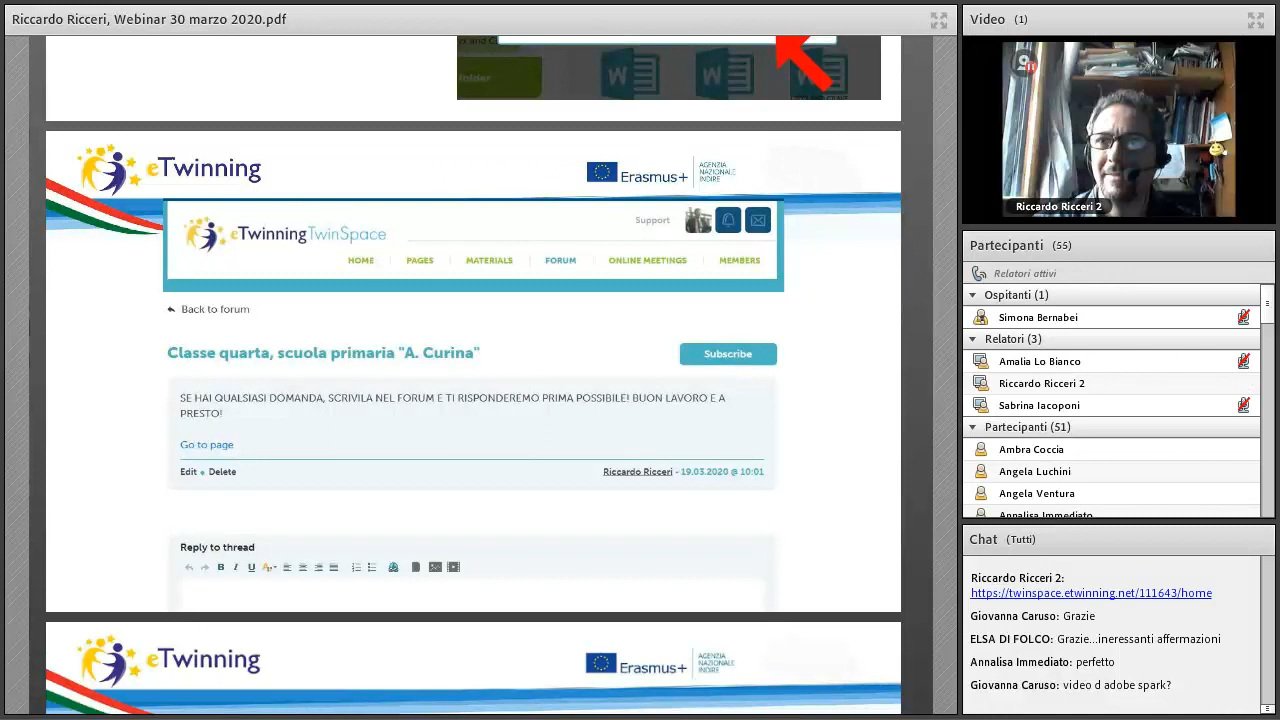 Riccardo Ricceri, Webinar 30 marzo 2020.pdf
eTwinning
Erasmus+
AGENZIA
NAZIONALE
INDIRE
eTwinningTwinSpace
Support
HOME
PAGES
MATERIALS
FORUM
ONLINE MEETINGS
MEMBERS
Back to forum
Classe quarta, scuola primaria "A. Curina"
Subscribe
SE HAI QUALSIASI DOMANDA, SCRIVILA NEL FORUM E TI RISPONDEREMO PRIMA POSSIBILE! BUON LAVORO E A
PRESTO!
Go to page
Edit • Delete
Riccardo Ricceri - 19.03.2020 @ 10:01
Reply to thread
B I U
eTwinning
Erasmus+
AGENZIA
NAZIONALE
INDIRE
Video (1)
Riccardo Ricceri 2
Partecipanti (55)
Relatori attivi
Ospitanti (1)
Simona Bernabei
Relatori (3)
Amalia Lo Bianco
Riccardo Ricceri 2
Sabrina Iacoponi
Partecipanti (51)
Ambra Coccia
Angela Luchini
Angela Ventura
Annalisa Immediato
Chat (Tutti)
Riccardo Ricceri 2:
https://twinspace.etwinning.net/111643/home
Giovanna Caruso: Grazie
ELSA DI FOLCO: Grazie...ineressanti affermazioni
Annalisa Immediato: perfetto
Giovanna Caruso: video d adobe spark?